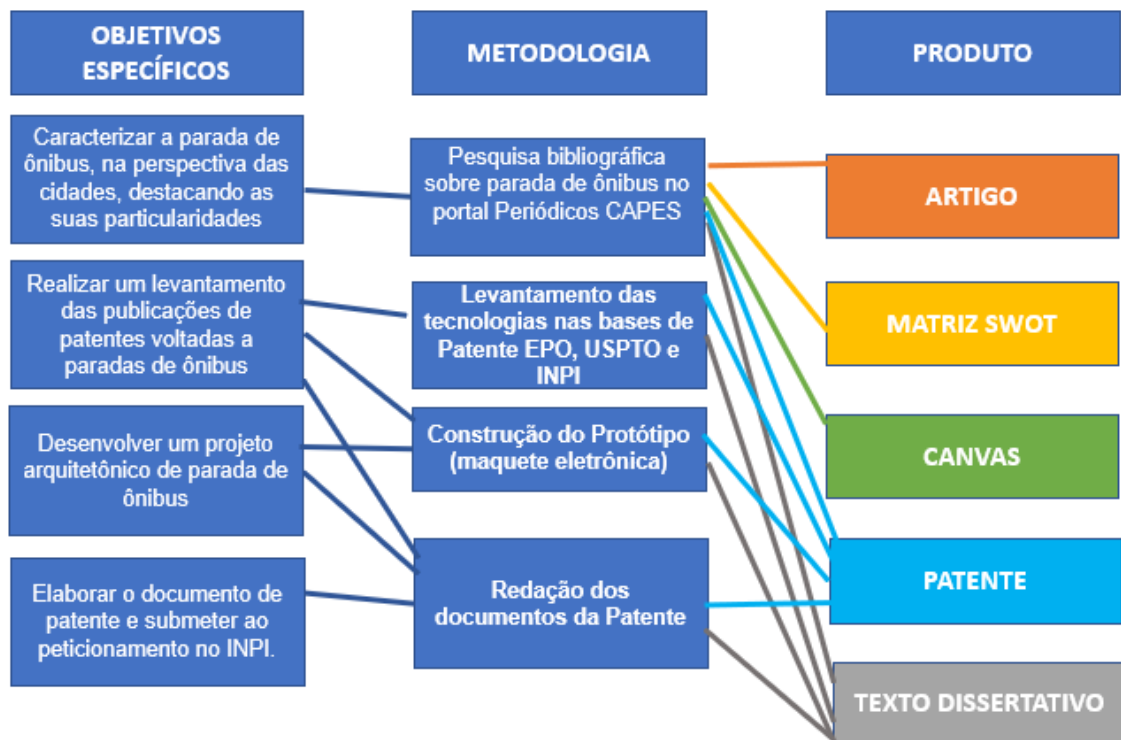 OBJETIVOS
ESPECÍFICOS
METODOLOGIA
PRODUTO
Caracterizar a parada de
ônibus, na perspectiva das
cidades, destacando as
suas particularidades
Pesquisa bibliográfica
sobre parada de ônibus no
portal Periódicos CAPES
ARTIGO
Realizar um levantamento
das publicações de
patentes voltadas a
paradas de ônibus
Levantamento das
tecnologias nas bases de
Patente EPO, USPTO e
INPI
MATRIZ SWOT
Desenvolver um projeto
arquitetônico de parada de
ônibus
Construção do Protótipo
(maquete eletrônica)
CANVAS
Elaborar o documento de
patente e submeter ao
peticionamento no INPI.
Redação dos
documentos da Patente
PATENTE
TEXTO DISSERTATIVO